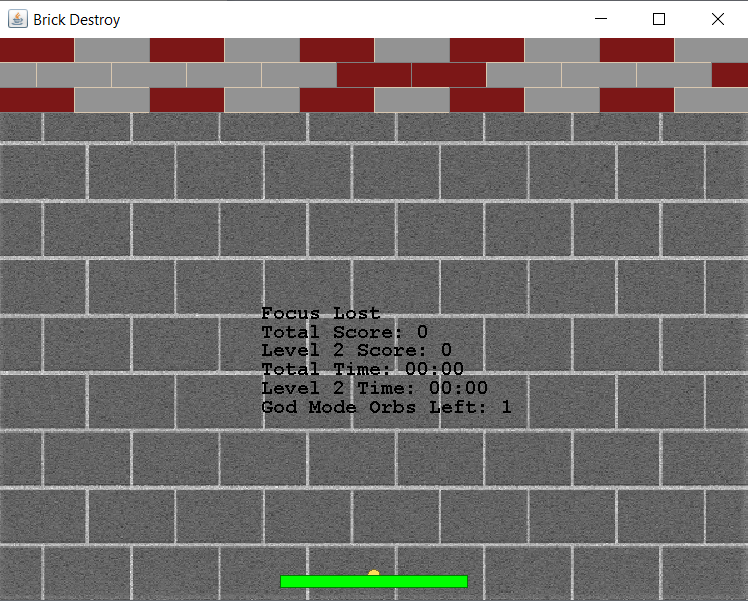 Brick Destroy
Focus Lost
Total Score: 0
Level 2 Score: 0
Total Time: 00:00
Level 2 Time: 00:00
God Mode Orbs Left: 1